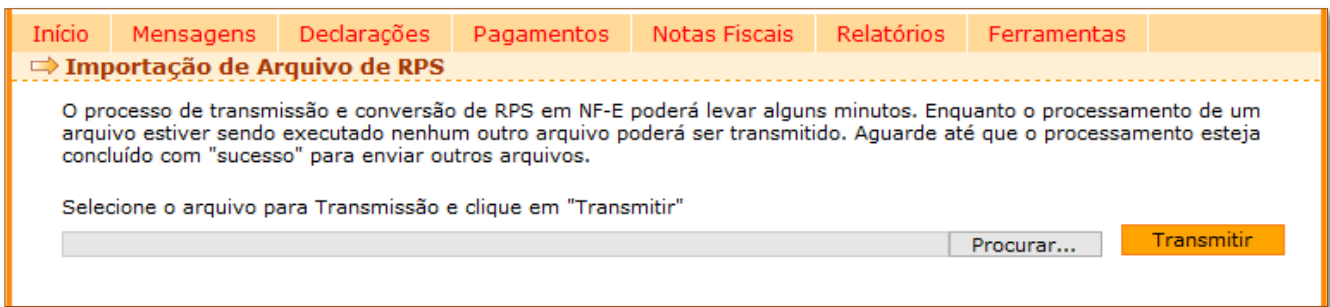 Início Mensagens Declarações Pagamentos Notas Fiscais Relatórios Ferramentas
Importação de Arquivo de RPS
O processo de transmissão e conversão de RPS em NF-E poderá levar alguns minutos. Enquanto o processamento de um
arquivo estiver sendo executado nenhum outro arquivo poderá ser transmitido. Aguarde até que o processamento esteja
concluído com "sucesso" para enviar outros arquivos.
Selecione o arquivo para Transmissão e clique em "Transmitir"
Procurar... Transmitir